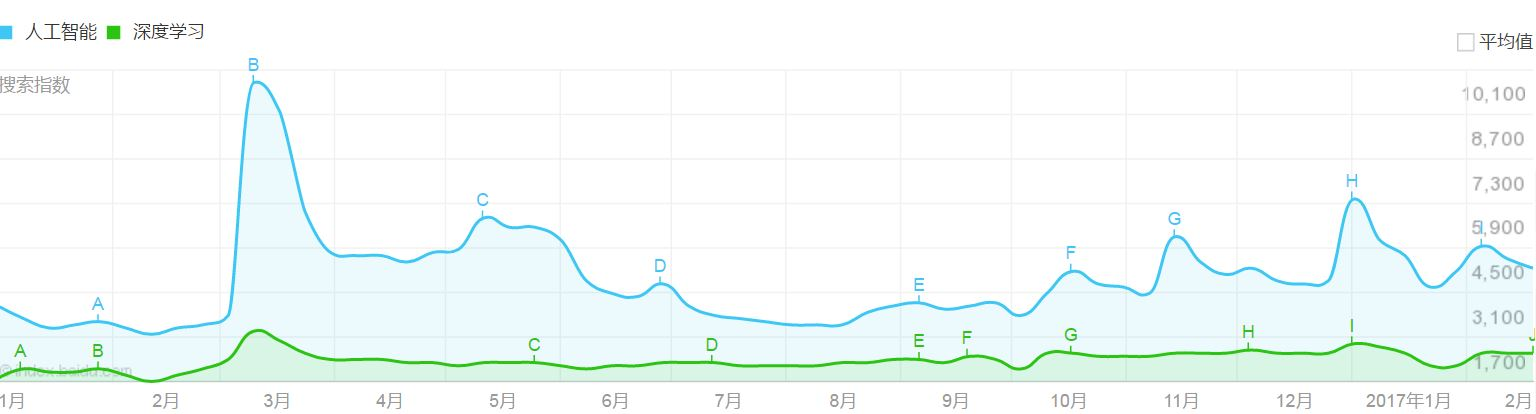 人工智能 深度学习
平均值
搜索指数
B
10,100
8,700
H
7,300
C
G
I
5,900
F
D
4,500
E
A
3,100
A B C D E F G H I J
1,700
© index.baidu.com
1月 2月 3月 4月 5月 6月 7月 8月 9月 10月 11月 12月 2017年1月 2月